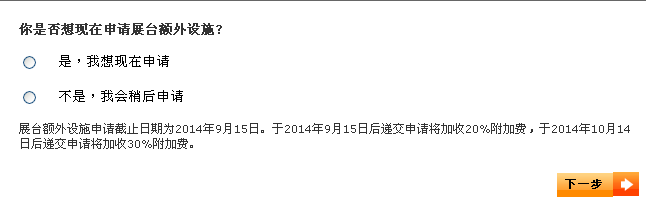 你是否想现在申请展台额外设施?
是，我想现在申请
不是，我会稍后申请
展台额外设施申请截止日期为2014年9月15日。于2014年9月15日后递交申请将加收20%附加费，于2014年10月14
日后递交申请将加收30%附加费。
下一步